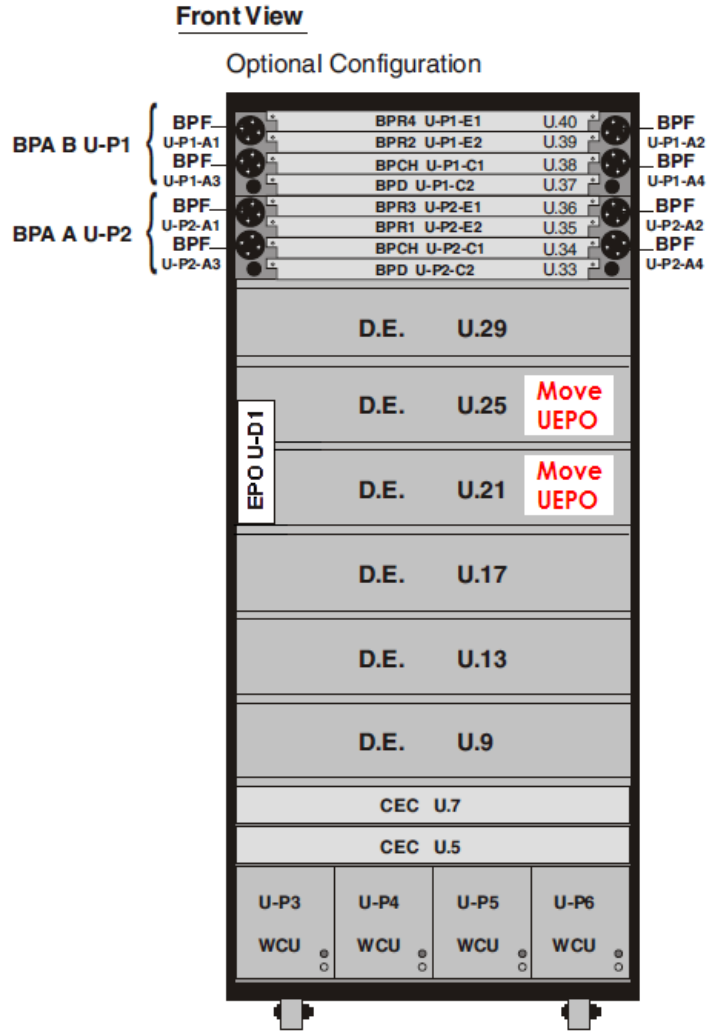 Front View
Optional Configuration
BPA B U-P1
BPF
U-P1-A1
BPF
U-P1-A3
BPR4 U-P1-E1 U.40
BPR2 U-P1-E2 U.39
BPCH U-P1-C1 U.38
BPD U-P1-C2 U.37
BPF
U-P1-A2
BPF
U-P1-A4
BPA A U-P2
BPF
U-P2-A1
BPF
U-P2-A3
BPR3 U-P2-E1 U.36
BPR1 U-P2-E2 U.35
BPCH U-P2-C1 U.34
BPD U-P2-C2 U.33
BPF
U-P2-A2
BPF
U-P2-A4
D.E. U.29
D.E. U.25
Move
UEPO
EPO U-D1
D.E. U.21
Move
UEPO
D.E. U.17
D.E. U.13
D.E. U.9
CEC U.7
CEC U.5
U-P3
WCU
U-P4
WCU
U-P5
WCU
U-P6
WCU